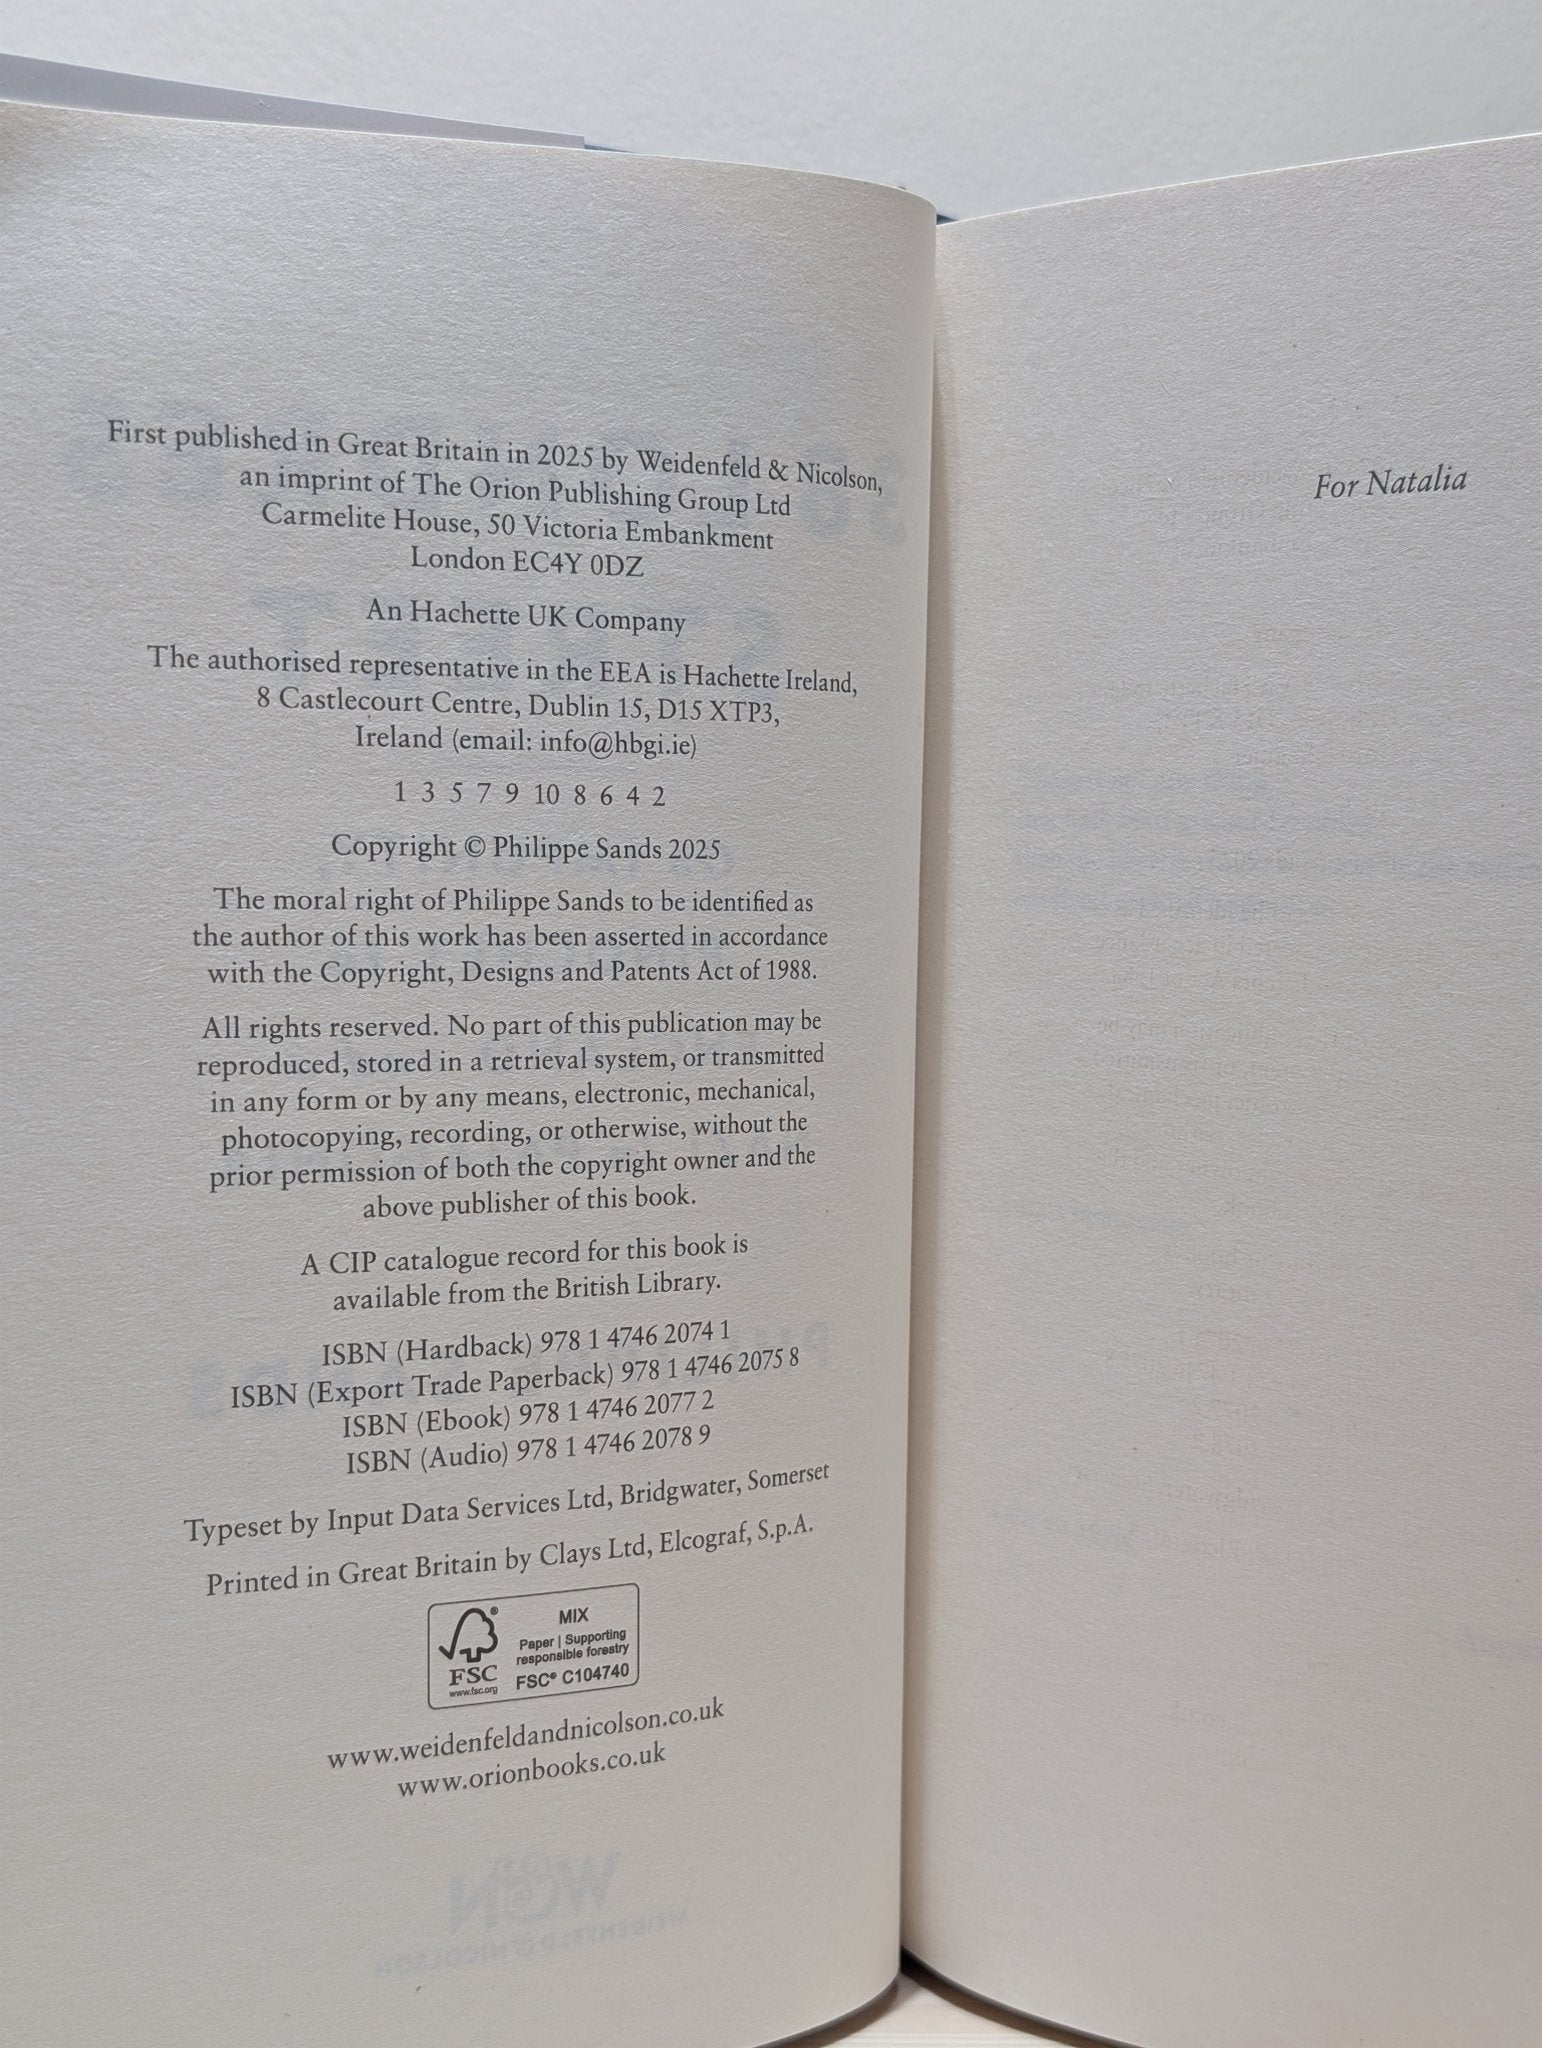 First published in Great Britain in 2025 by Weidenfeld & Nicolson,
an imprint of The Orion Publishing Group Ltd
Carmelite House, 50 Victoria Embankment
London EC4Y 0DZ
An Hachette UK Company
The authorised representative in the EEA is Hachette Ireland,
8 Castlecourt Centre, Dublin 15, D15 XTP3,
Ireland (email: info@hbgi.ie)
1 3 5 7 9 10 8 6 4 2
Copyright © Philippe Sands 2025
The moral right of Philippe Sands to be identified as
the author of this work has been asserted in accordance
with the Copyright, Designs and Patents Act of 1988.
All rights reserved. No part of this publication may be
reproduced, stored in a retrieval system, or transmitted
in any form or by any means, electronic, mechanical,
photocopying, recording, or otherwise, without the
prior permission of both the copyright owner and the
above publisher of this book.
A CIP catalogue record for this book is
available from the British Library.
ISBN (Hardback) 978 1 4746 2074 1
ISBN (Export Trade Paperback) 978 1 4746 2075 8
ISBN (Ebook) 978 1 4746 2077 2
ISBN (Audio) 978 1 4746 2078 9
Typeset by Input Data Services Ltd, Bridgwater, Somerset
Printed in Great Britain by Clays Ltd, Elcograf, S.p.A.
FSC®
www.fsc.org
MIX
Paper | Supporting
responsible forestry
FSC® C104740
www.weidenfeldandnicolson.co.uk
www.orionbooks.co.uk
W&N
WEIDENFELD & NICOLSON
For Natalia